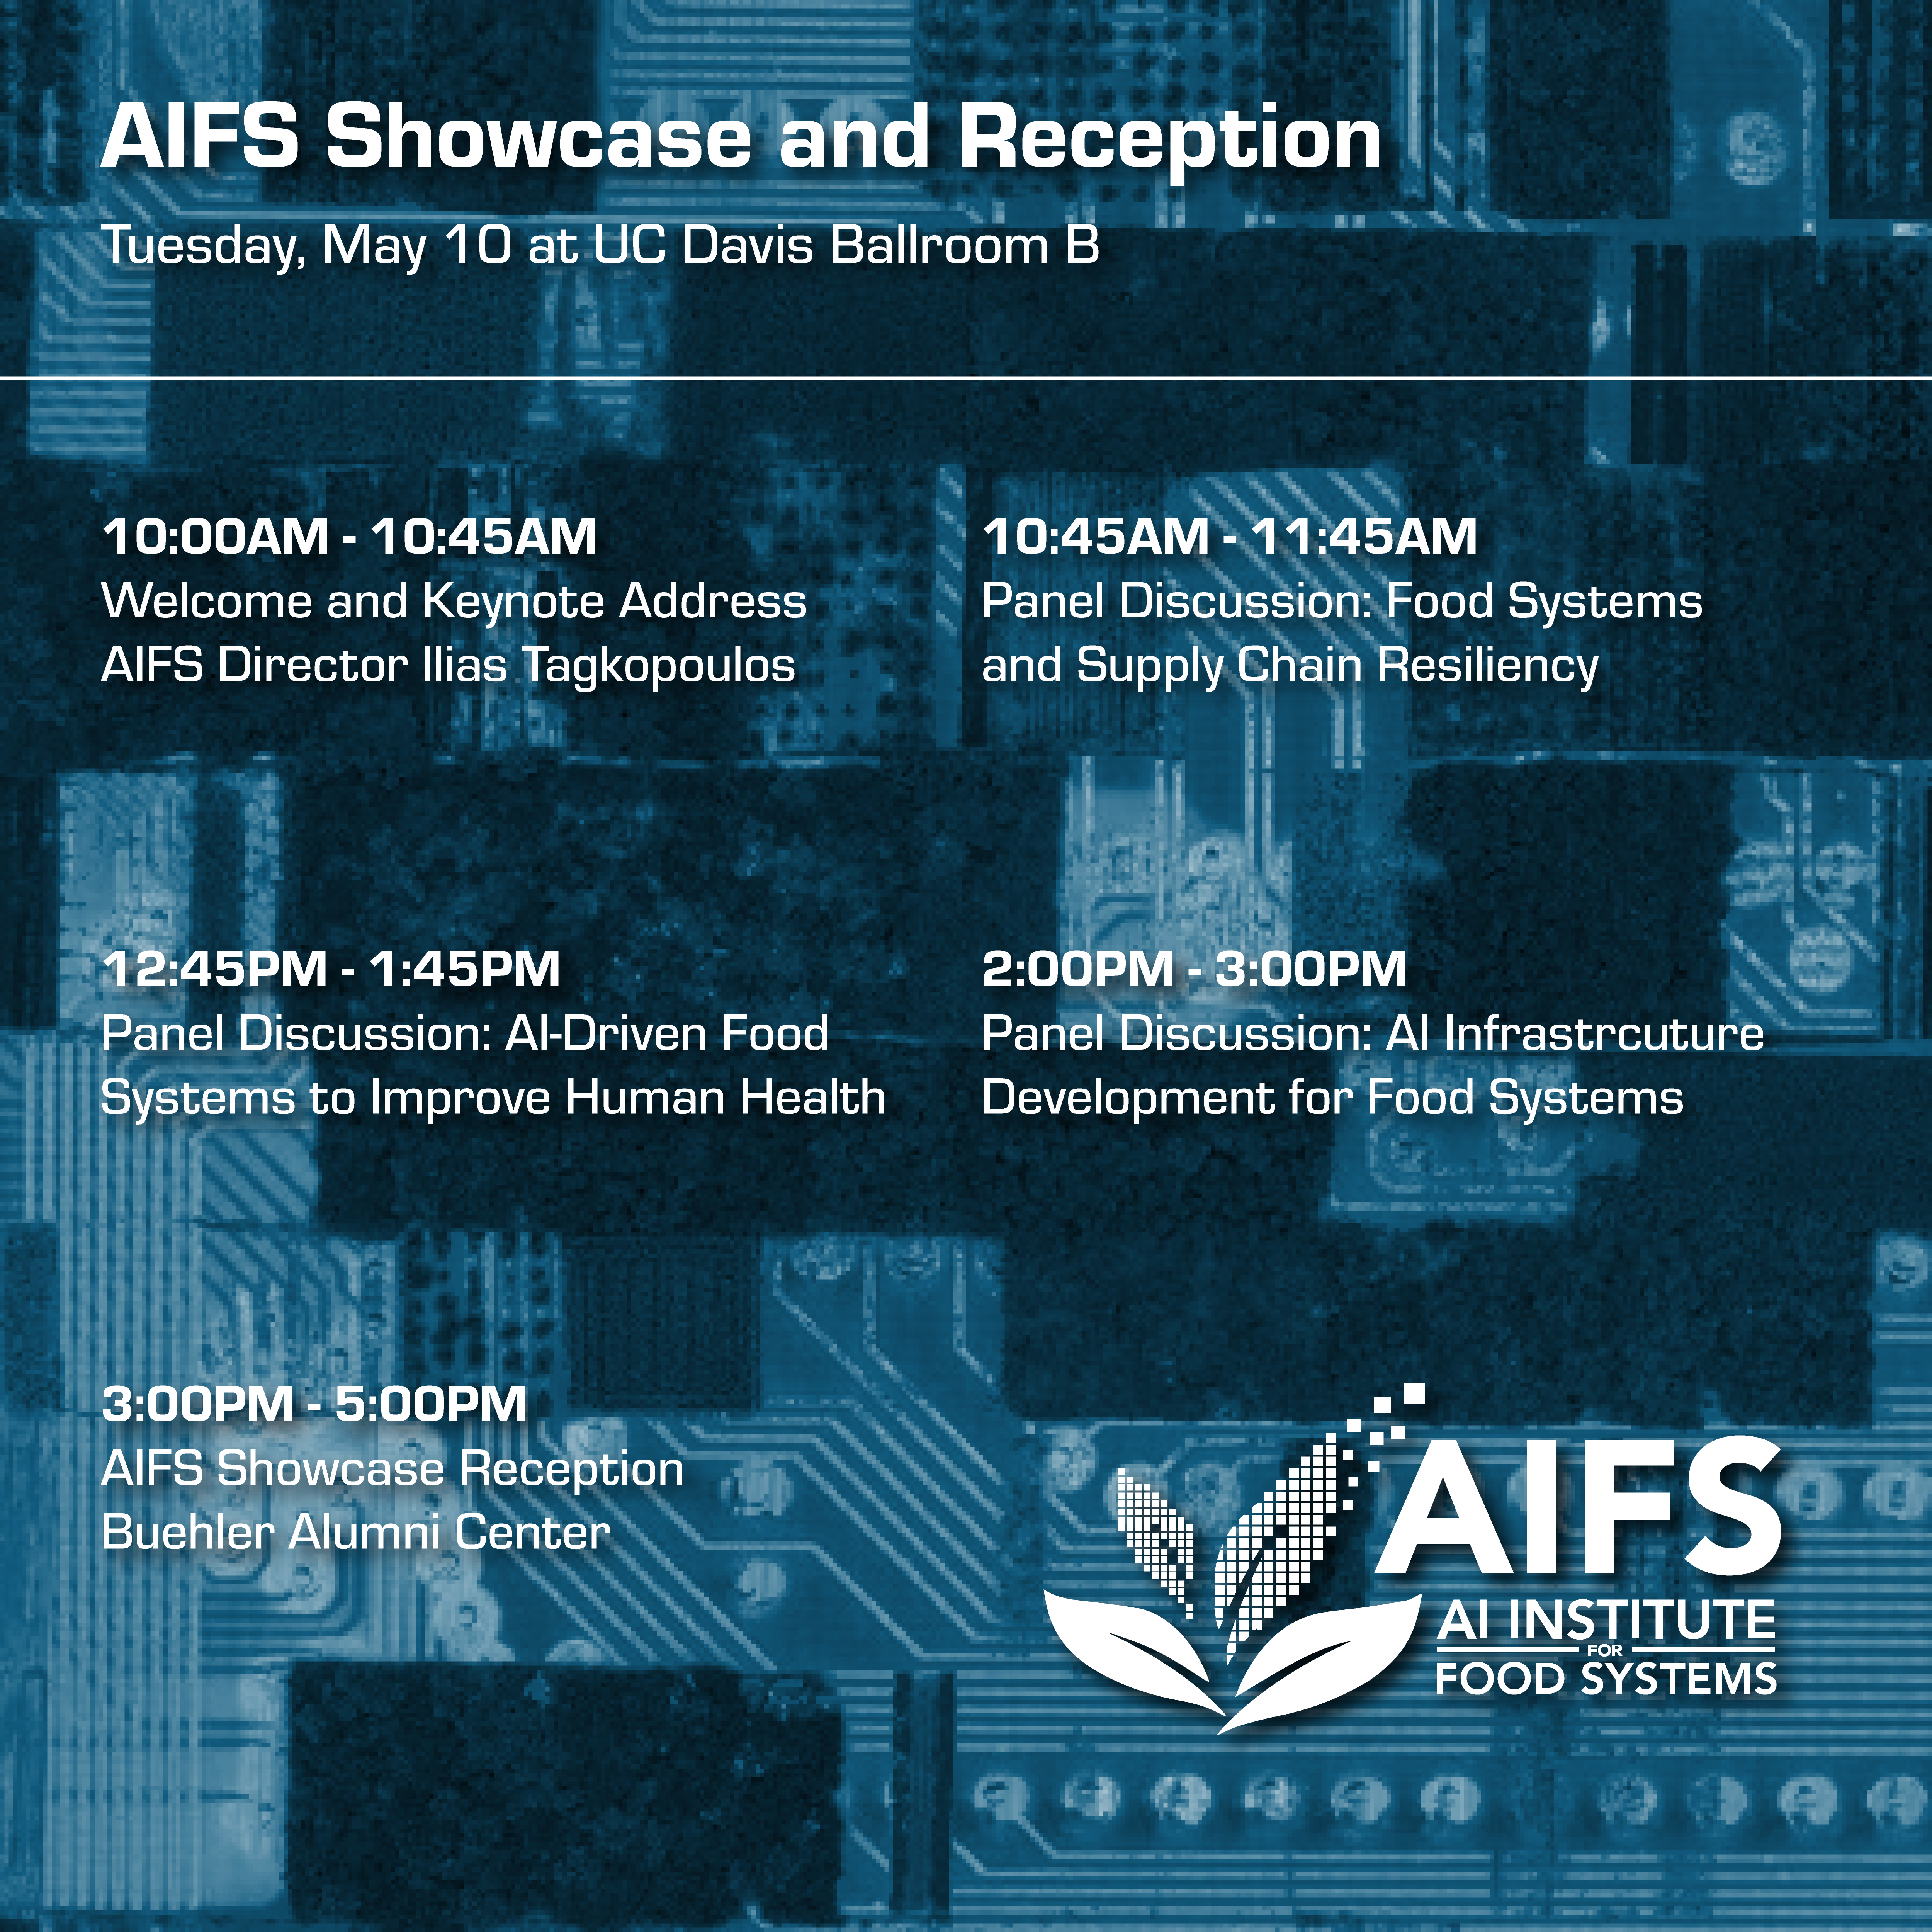 AIFS Showcase and Reception
Tuesday, May 10 at UC Davis Ballroom B
10:00AM - 10:45AM
Welcome and Keynote Address
AIFS Director Ilias Tagkopoulos
10:45AM - 11:45AM
Panel Discussion: Food Systems
and Supply Chain Resiliency
12:45PM - 1:45PM
Panel Discussion: AI-Driven Food
Systems to Improve Human Health
2:00PM - 3:00PM
Panel Discussion: AI Infrastrcuture
Development for Food Systems
3:00PM - 5:00PM
AIFS Showcase Reception
Buehler Alumni Center
AIFS
AI INSTITUTE
FOR
FOOD SYSTEMS